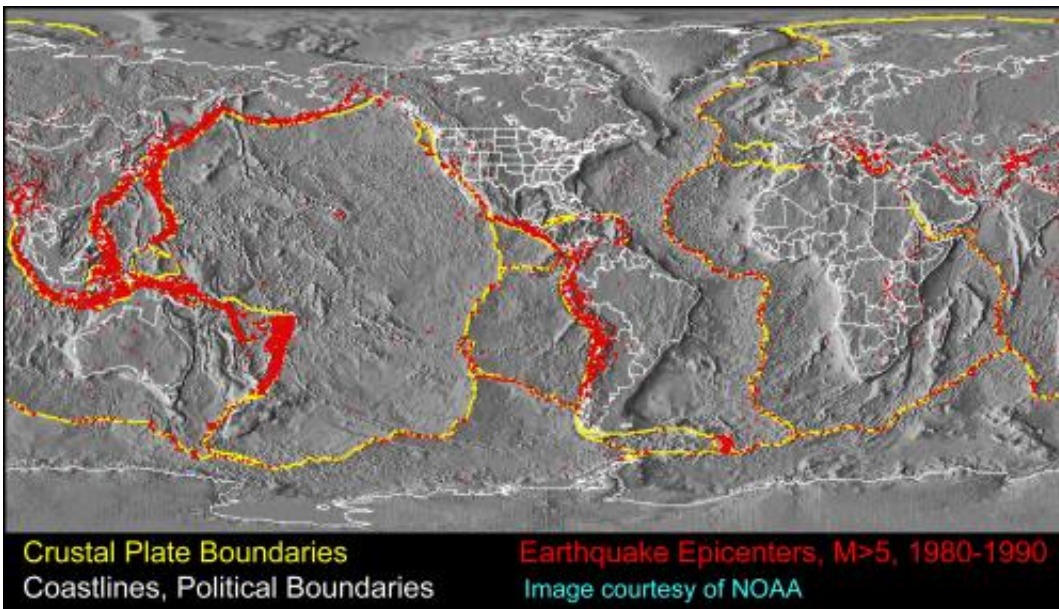 Crustal Plate Boundaries
Earthquake Epicenters, M>5, 1980-1990
Coastlines, Political Boundaries
Image courtesy of NOAA